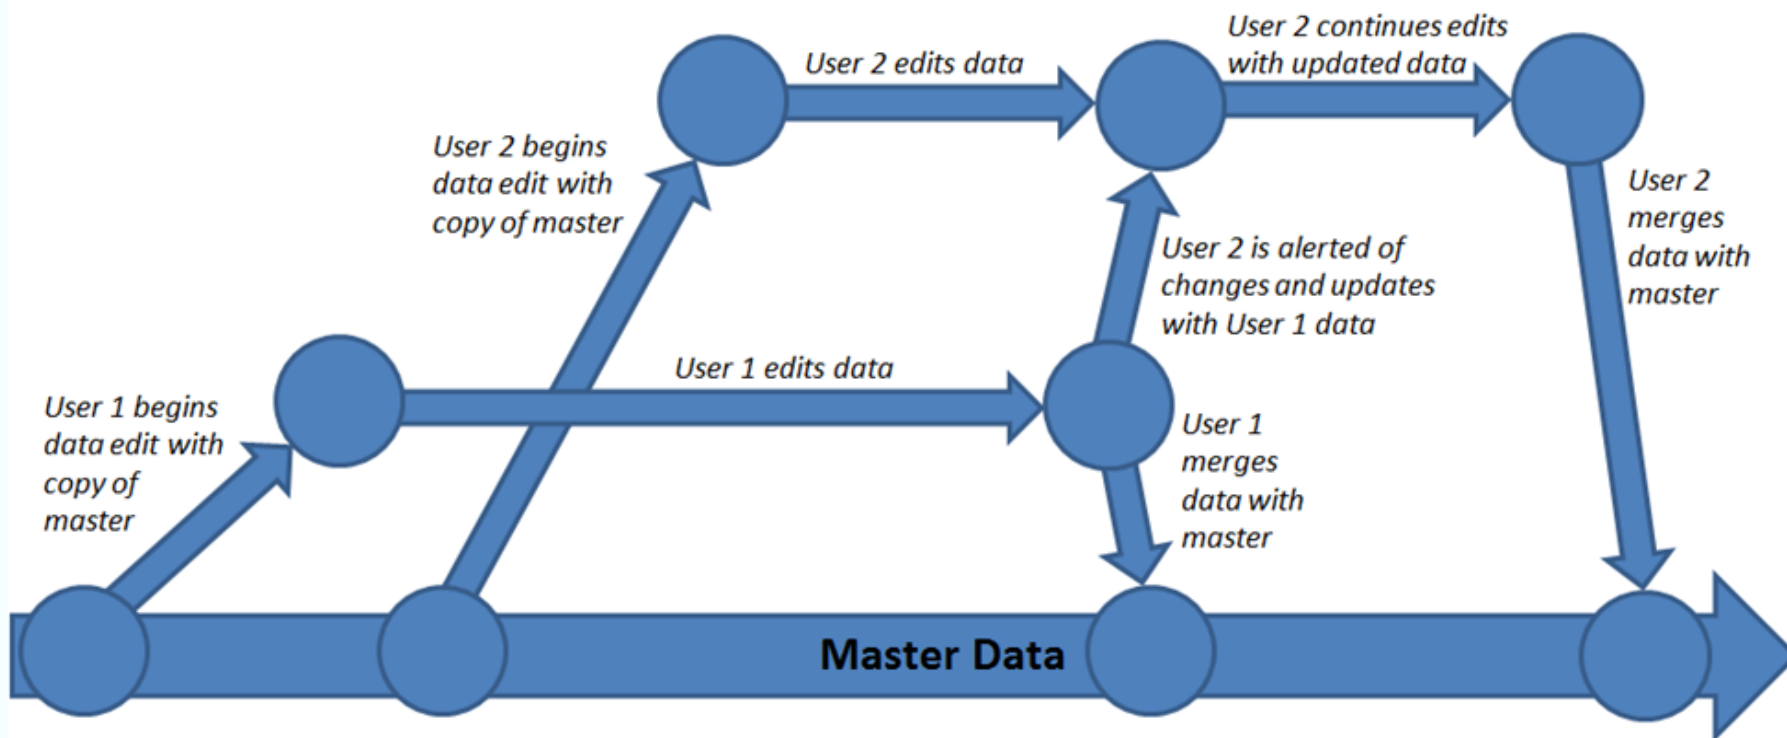 User 2 continues edits
with updated data
User 2 edits data
User 2 begins
data edit with
copy of master
User 2
merges
data with
master
User 2 is alerted of
changes and updates
with User 1 data
User 1 edits data
User 1 begins
data edit with
copy of
master
User 1
merges
data with
master
Master Data